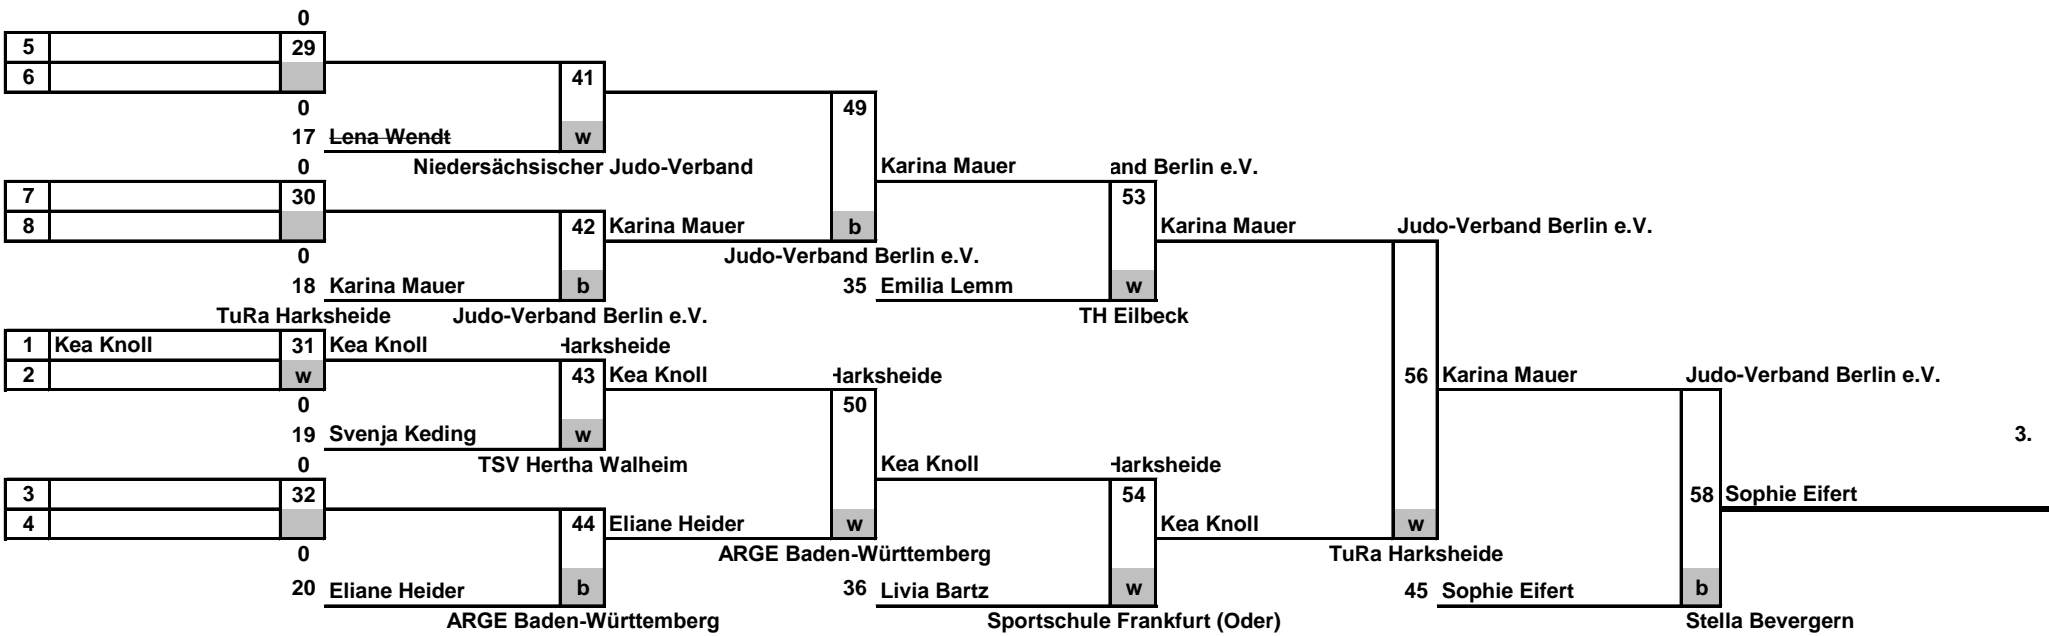 0
5 29
6 41
0 49
17 Lena Wendt w
0 Niedersächsischer Judo-Verband Karina Mauer and Berlin e.V.
7 30 53
8 42 Karina Mauer b Karina Mauer Judo-Verband Berlin e.V.
0 Judo-Verband Berlin e.V.
18 Karina Mauer b 35 Emilia Lemm w
TuRa Harksheide Judo-Verband Berlin e.V. TH Eilbeck
1 Kea Knoll 31 Kea Knoll Harksheide
2 w 43 Kea Knoll Harksheide 56 Karina Mauer Judo-Verband Berlin e.V.
0 50
19 Svenja Keding w 3.
0 TSV Hertha Walheim Kea Knoll Harksheide
3 32 54 58 Sophie Eifert
4 44 Eliane Heider w Kea Knoll w
0 ARGE Baden-Württemberg TuRa Harksheide
20 Eliane Heider b 36 Livia Bartz w 45 Sophie Eifert b
ARGE Baden-Württemberg Sportschule Frankfurt (Oder) Stella Bevergern